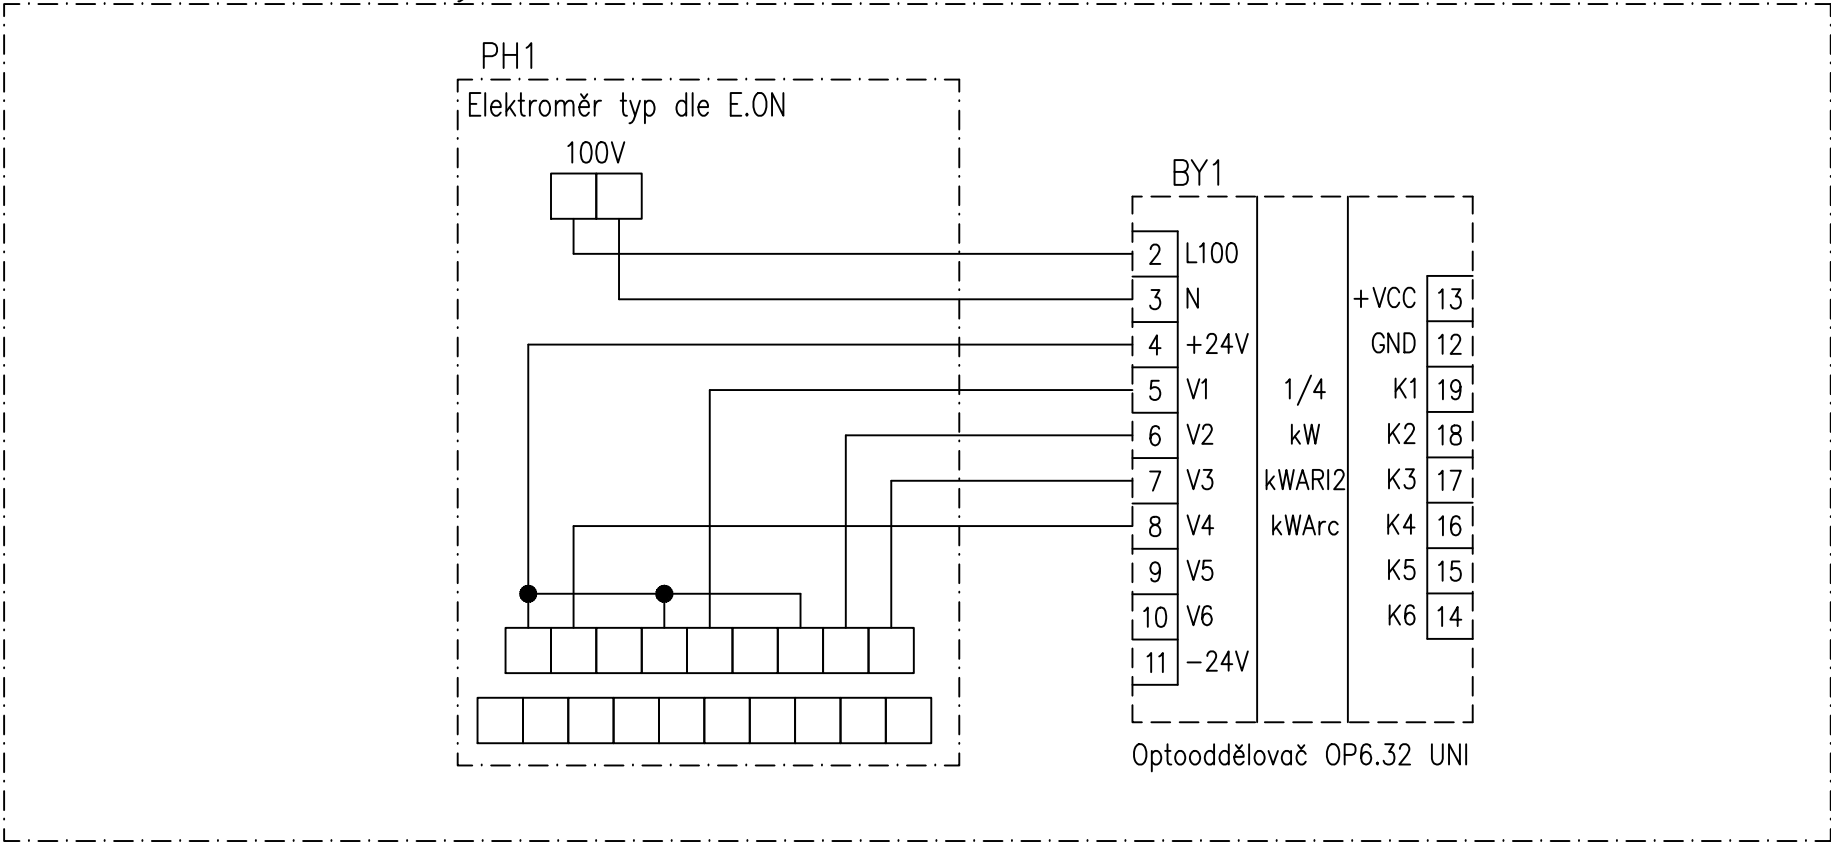 PH1
Elektroměr typ dle E.ON
100V
BY1
2 L100
3 N +VCC 13
4 +24V GND 12
5 V1 1/4 K1 19
6 V2 kW K2 18
7 V3 kWARI2 K3 17
8 V4 kWArc K4 16
9 V5 K5 15
10 V6 K6 14
11 -24V
Optooddělovač OP6.32 UNI